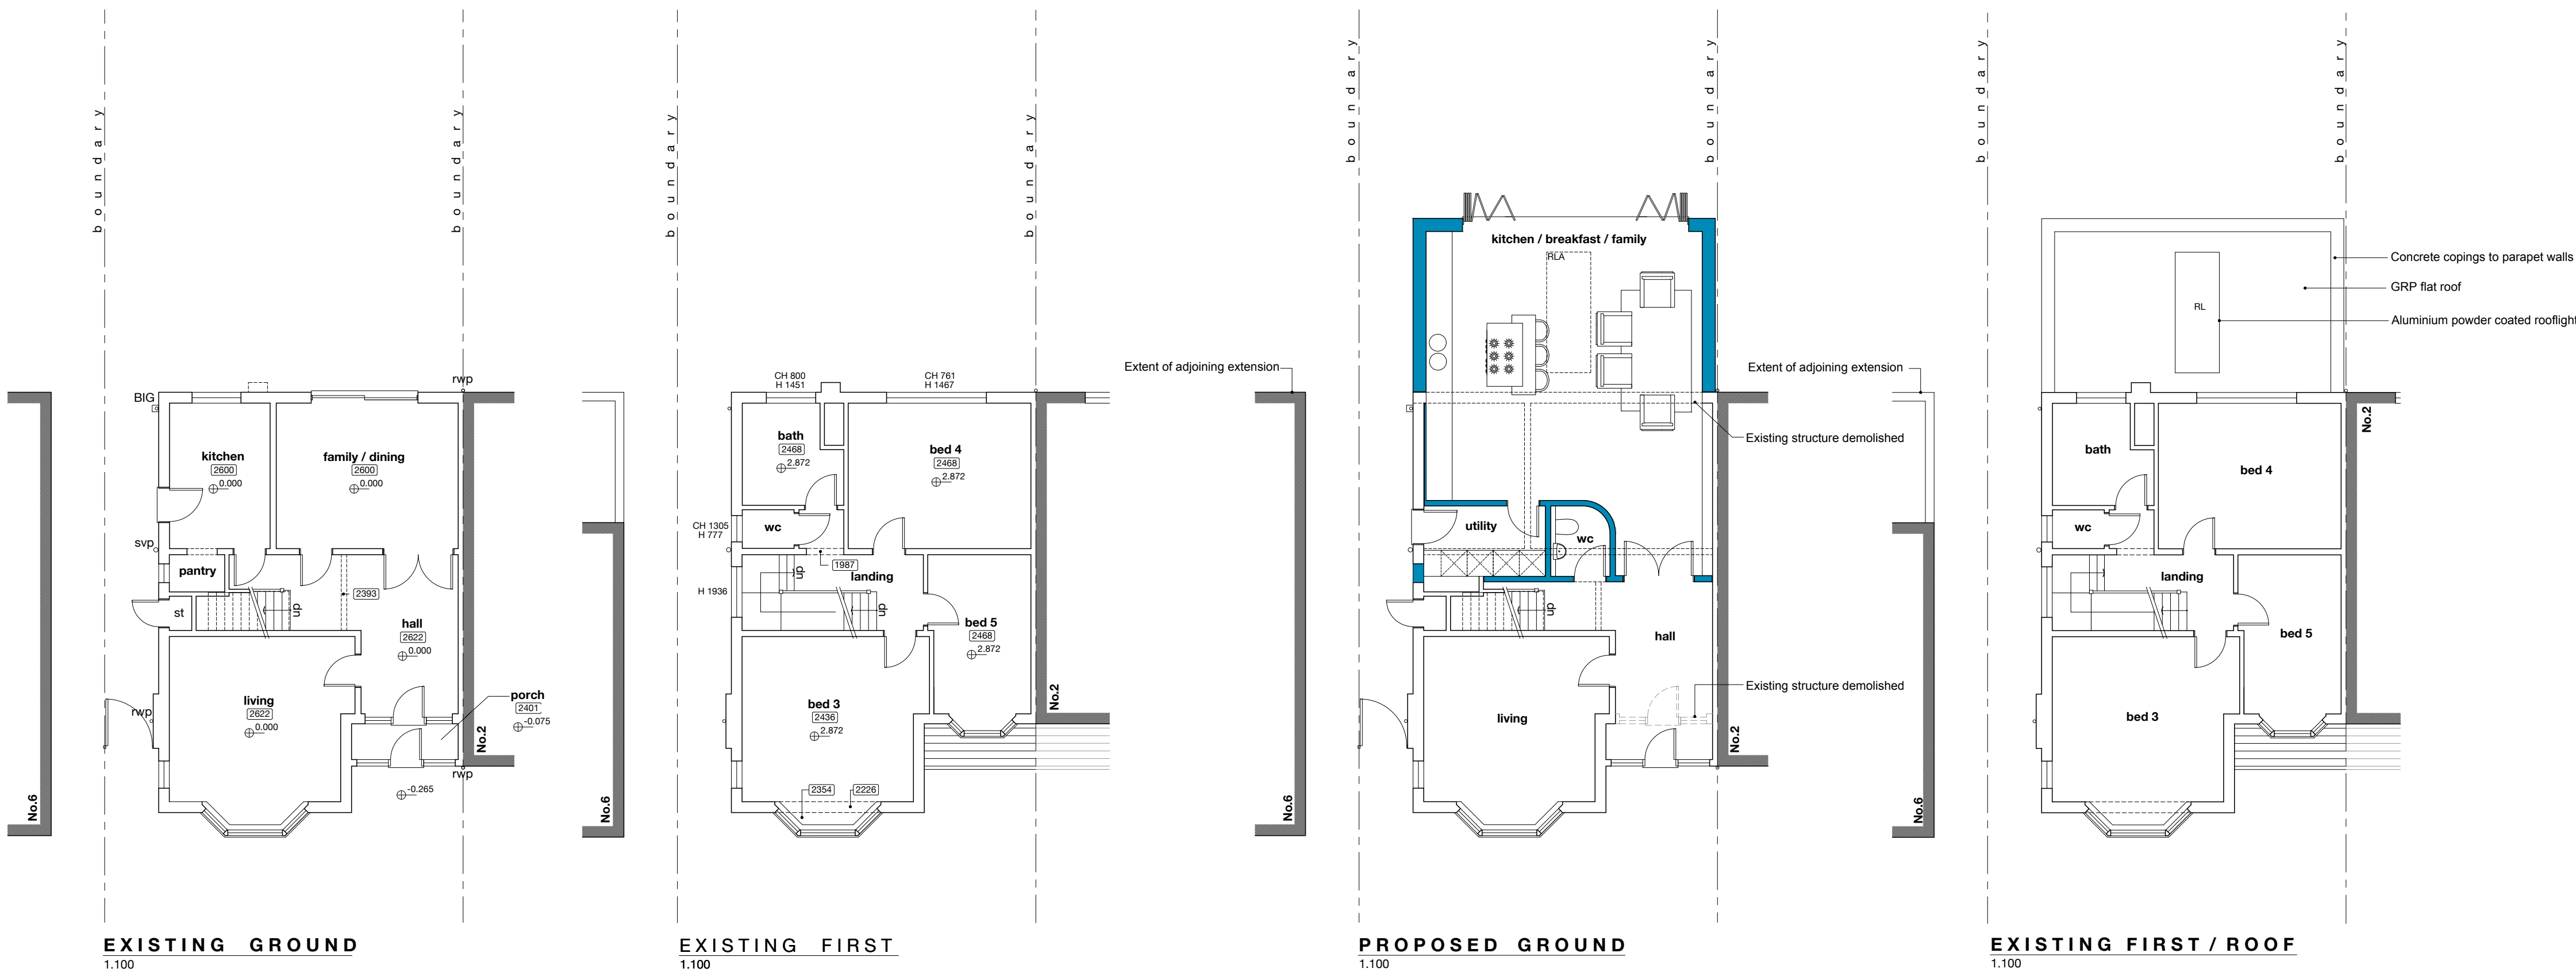 boundary
boundary
BIG
rwp
kitchen
2600
0.000
family / dining
2600
0.000
svp
pantry
st
up
2393
hall
2622
0.000
living
2622
0.000
rwp
porch
2401
-0.075
No.2
rwp
-0.265
No.6
EXISTING GROUND
1.100
boundary
boundary
CH 800
H 1451
CH 761
H 1467
bath
2468
2.872
bed 4
2468
2.872
CH 1305
H 777
wc
1987
up
landing
H 1936
up
bed 5
2468
2.872
bed 3
2436
2.872
2354
2226
No.2
No.6
EXISTING FIRST
1.100
boundary
boundary
Extent of adjoining extension
kitchen / breakfast / family
RLA
Existing structure demolished
utility
wc
up
hall
Existing structure demolished
living
No.2
No.6
PROPOSED GROUND
1.100
boundary
boundary
Extent of adjoining extension
Concrete copings to parapet walls
GRP flat roof
RL
Aluminium powder coated rooflight
No.2
bath
bed 4
wc
landing
bed 5
bed 3
No.6
EXISTING FIRST / ROOF
1.100